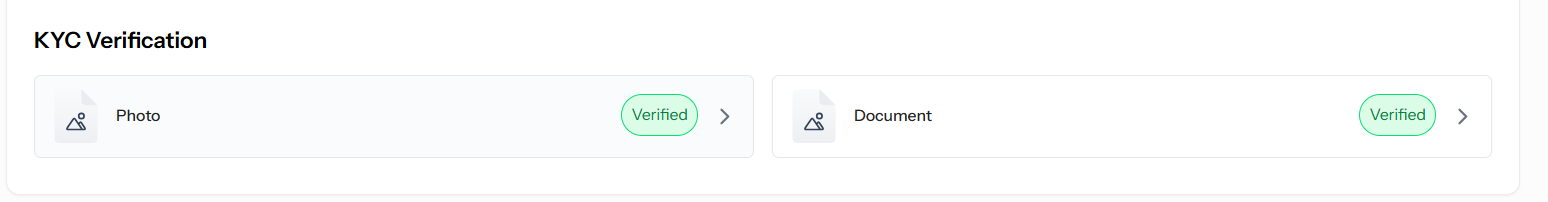 KYC Verification
Photo Verified
Document Verified